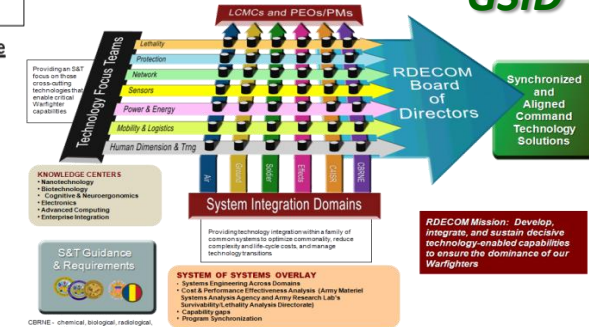 LCMCs and PEOs/PMs
GSID
Technology Focus Teams
Lethality
Protection
Network
Sensors
Power & Energy
Mobility & Logistics
Human Dimension & Trng
Providing an S&T
focus on those
cross-cutting
technologies that
enable critical
Warfighter
capabilities
RDECOM
Board
of
Directors
Synchronized
and
Aligned
Command
Technology
Solutions
Air
Ground
Soldier
Effects
C4ISR
CBRNE
System Integration Domains
Providing technology integration within a family of
common systems to optimize commonality, reduce
complexity and life-cycle costs, and manage
technology transitions
KNOWLEDGE CENTERS
• Nanotechnology
• Biotechnology
• Cognitive & Neuroergonomics
• Electronics
• Advanced Computing
• Enterprise Integration
S&T Guidance
& Requirements
SYSTEM OF SYSTEMS OVERLAY
- Systems Engineering Across Domains
• Cost & Performance Effectiveness Analysis (Army Materiel
Systems Analysis Agency and Army Research Lab's
Survivability/Lethality Analysis Directorate)
• Capability gaps
• Program Synchronization
RDECOM Mission: Develop,
integrate, and sustain decisive
technology-enabled capabilities
to ensure the dominance of our
Warfighters
CBRNE - chemical, biological, radiological,